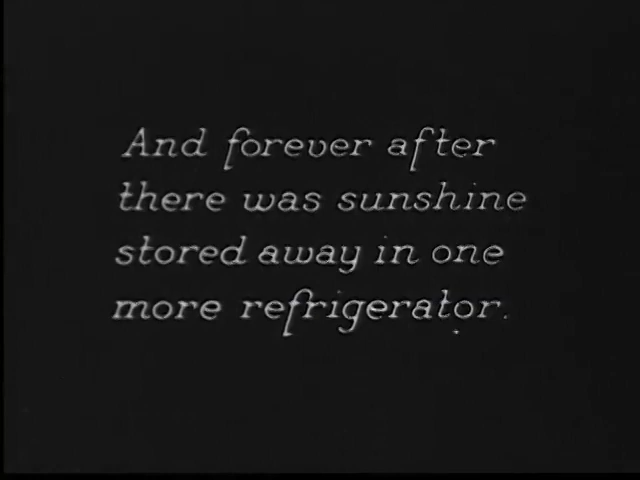 And forever after
there was sunshine
stored away in one
more refrigerator.